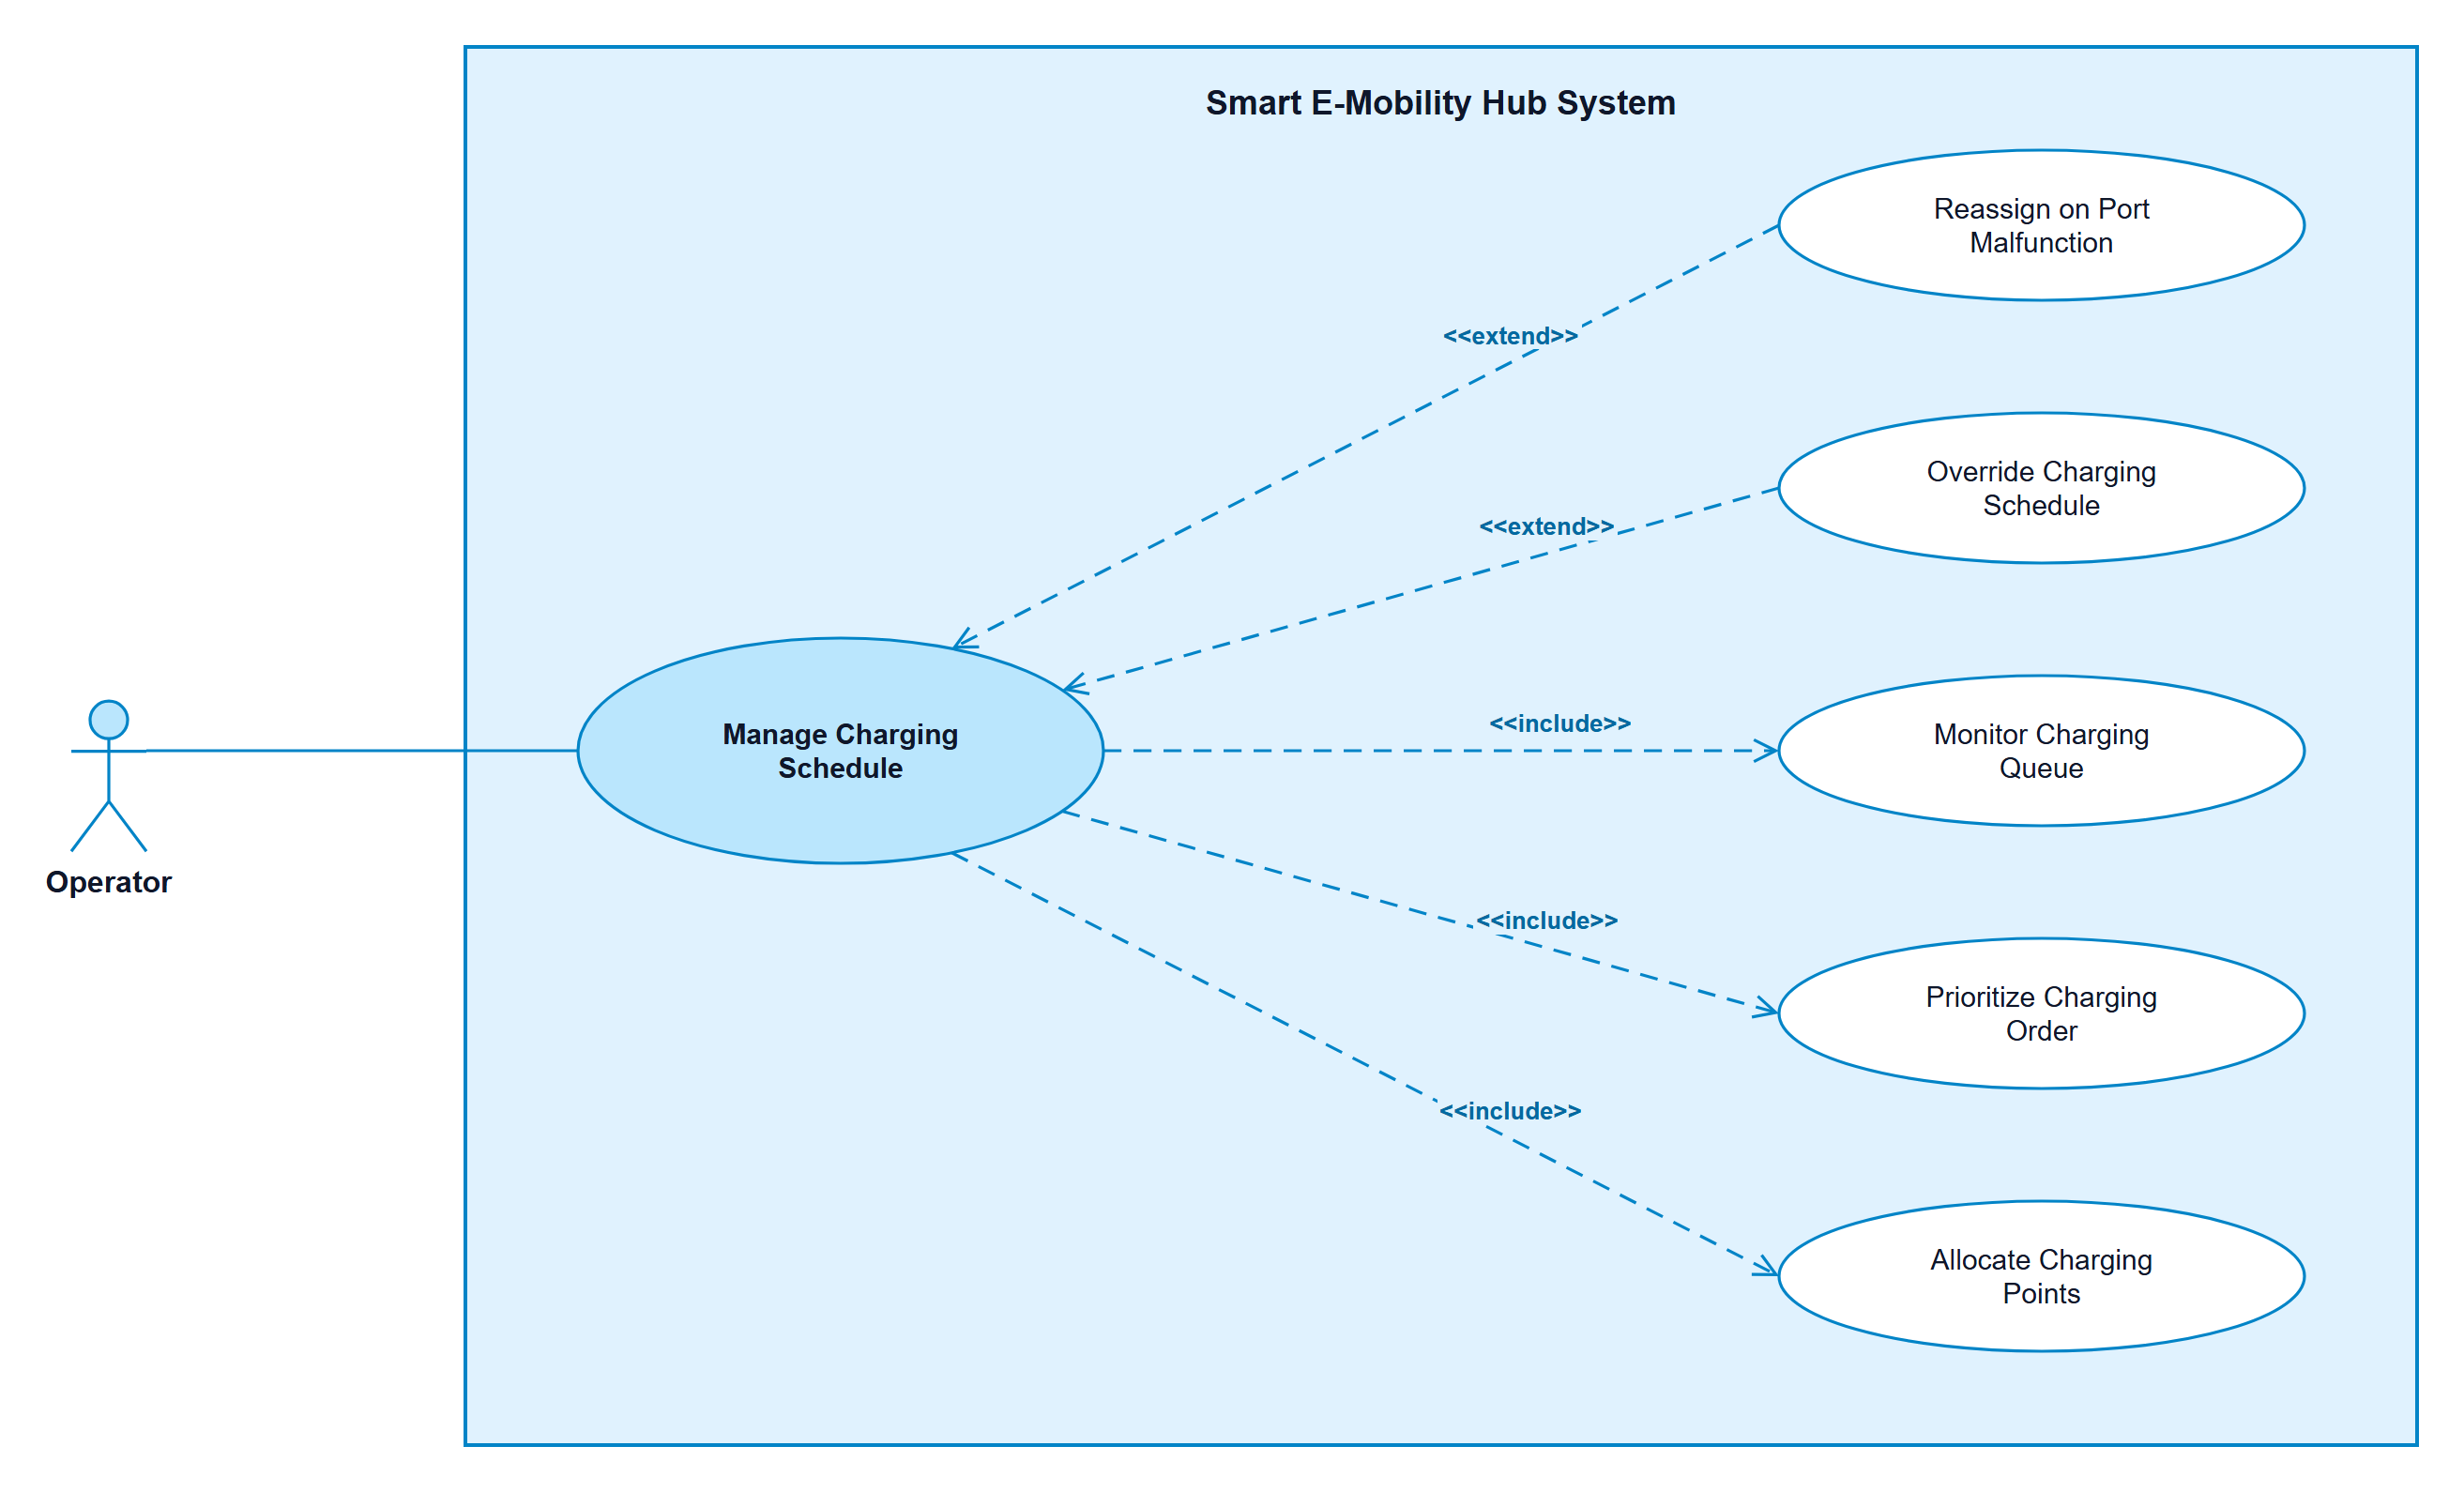 Smart E-Mobility Hub System
Reassign on Port
Malfunction
<<extend>>
Override Charging
Schedule
<<extend>>
Manage Charging
Schedule
<<include>>
Monitor Charging
Queue
Operator
<<include>>
Prioritize Charging
Order
<<include>>
Allocate Charging
Points